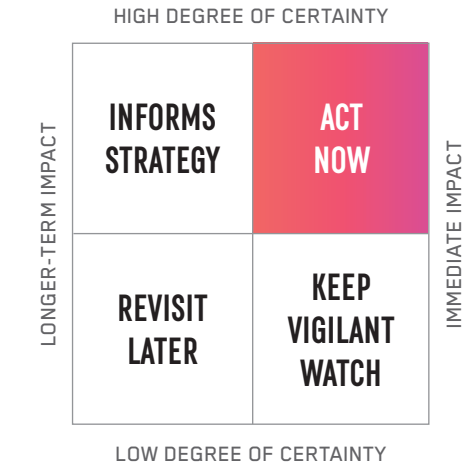 HIGH DEGREE OF CERTAINTY
LONGER-TERM IMPACT
INFORMS
STRATEGY
ACT
NOW
IMMEDIATE IMPACT
REVISIT
LATER
KEEP
VIGILANT
WATCH
LOW DEGREE OF CERTAINTY